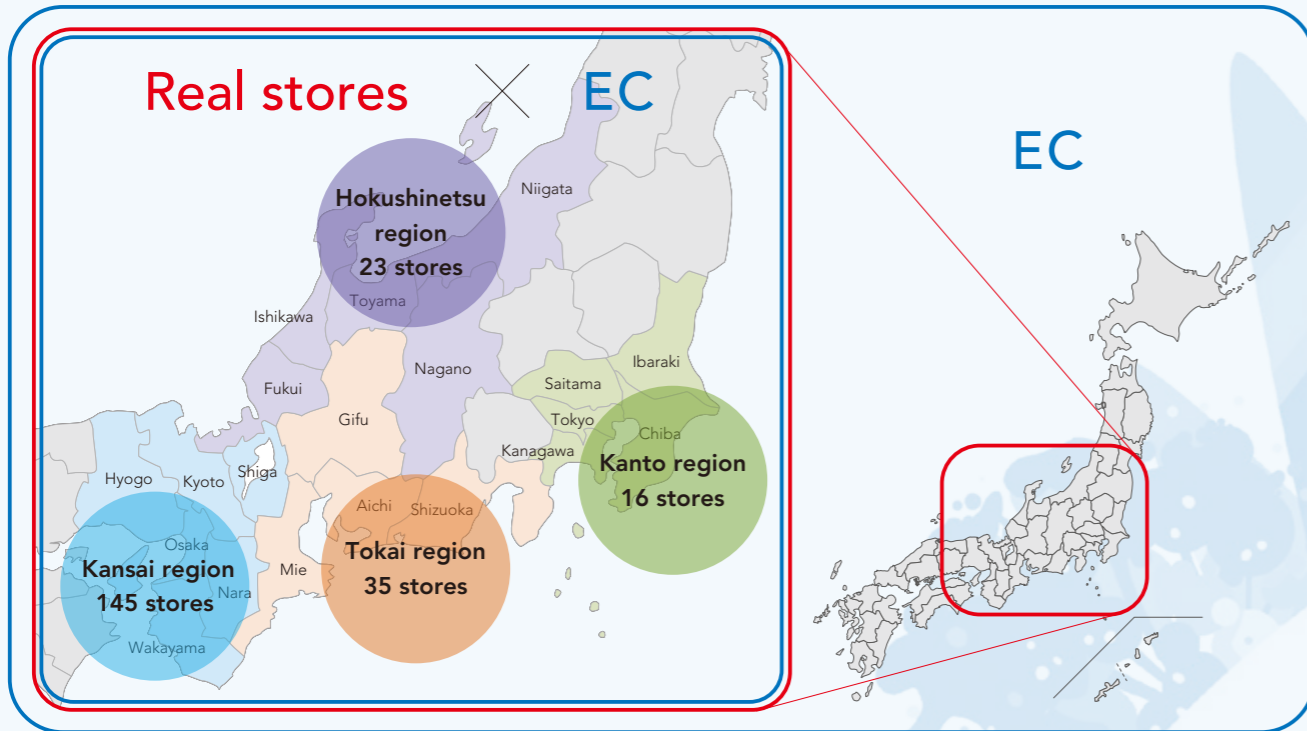 Real stores × EC
EC
Hokushinetsu
region
23 stores
Niigata
Toyama
Ishikawa
Nagano
Fukui
Ibaraki
Saitama
Tokyo
Chiba
Kanagawa
Kanto region
16 stores
Gifu
Aichi
Shizuoka
Tokai region
35 stores
Mie
Hyogo
Kyoto
Shiga
Osaka
Kansai region
145 stores
Nara
Wakayama